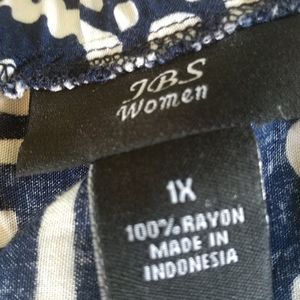 JBS
Women
1X
100% RAYON
MADE IN
INDONESIA